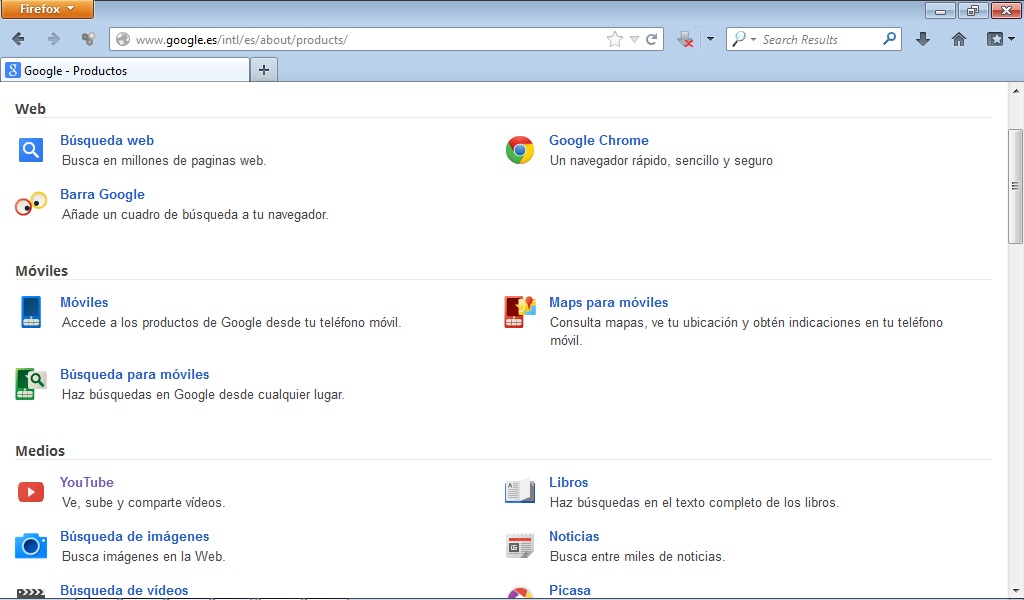 Firefox
www.google.es/intl/es/about/products/
Search Results
Google - Productos
Web
Búsqueda web
Busca en millones de paginas web.
Google Chrome
Un navegador rápido, sencillo y seguro
Barra Google
Añade un cuadro de búsqueda a tu navegador.
Móviles
Móviles
Accede a los productos de Google desde tu teléfono móvil.
Maps para móviles
Consulta mapas, ve tu ubicación y obtén indicaciones en tu teléfono
móvil.
Búsqueda para móviles
Haz búsquedas en Google desde cualquier lugar.
Medios
YouTube
Ve, sube y comparte vídeos.
Libros
Haz búsquedas en el texto completo de los libros.
Búsqueda de imágenes
Busca imágenes en la Web.
Noticias
Busca entre miles de noticias.
Búsqueda de vídeos
Picasa